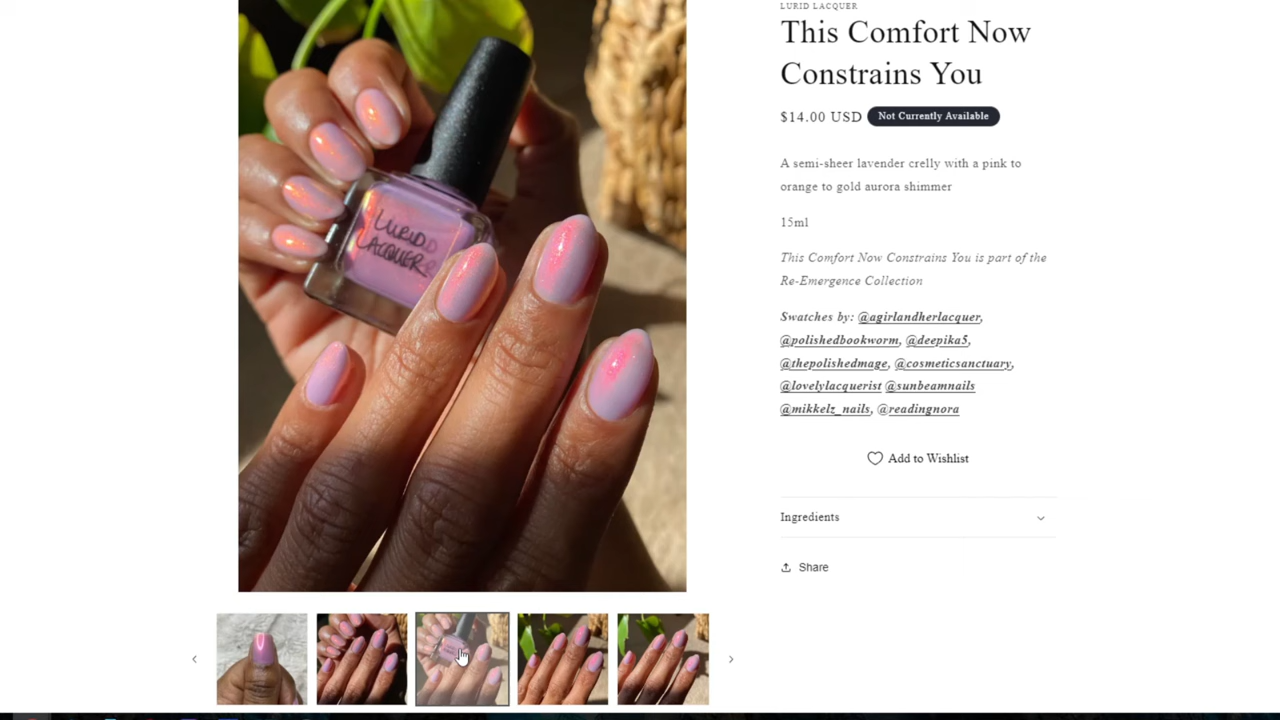 LURID LACQUER
This Comfort Now
Constrains You
$14.00 USD Not Currently Available
A semi-sheer lavender crelly with a pink to
orange to gold aurora shimmer
15ml
This Comfort Now Constrains You is part of the
Re-Emergence Collection
Swatches by: @agirlandherlacquer,
@polishedbookworm, @deepika5,
@thepolishedmage, @cosmeticsanctuary,
@lovelylacquerist @sunbeamnails
@mikkelz_nails, @readingnora
Add to Wishlist
Ingredients
Share
LURID
LACQUER